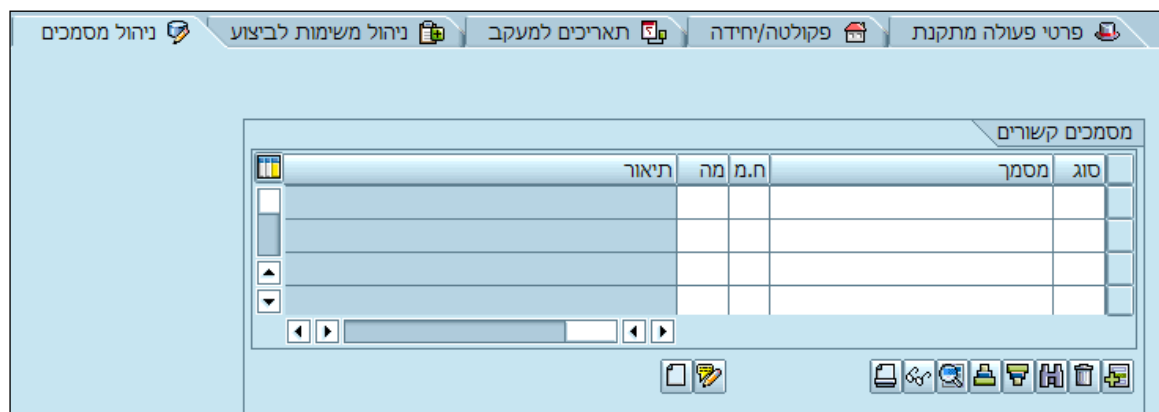 פרטי פעולה מתקנת פקולטה/יחידה תאריכים למעקב ניהול משימות לביצוע ניהול מסמכים
מסמכים קשורים
סוג מסמך ח.מ מה תיאור